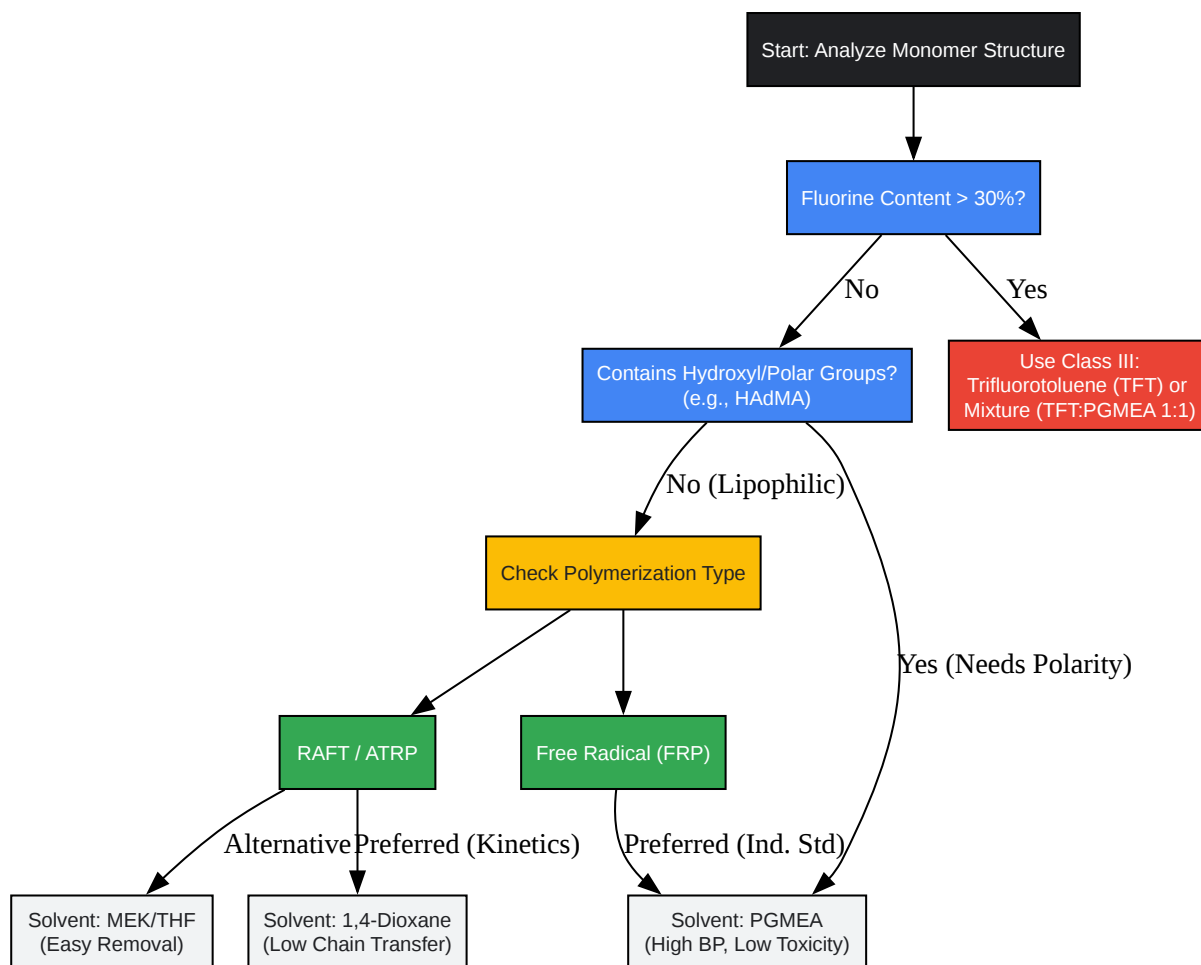 Start: Analyze Monomer Structure
Fluorine Content > 30%?
No
Yes
Contains Hydroxyl/Polar Groups?
(e.g., HAdMA)
Use Class III:
Trifluorotoluene (TFT) or
Mixture (TFT:PGMEA 1:1)
No (Lipophilic)
Check Polymerization Type
Yes (Needs Polarity)
RAFT / ATRP
Free Radical (FRP)
Alternative
Preferred (Kinetics)
Preferred (Ind. Std)
Solvent: MEK/THF
(Easy Removal)
Solvent: 1,4-Dioxane
(Low Chain Transfer)
Solvent: PGMEA
(High BP, Low Toxicity)